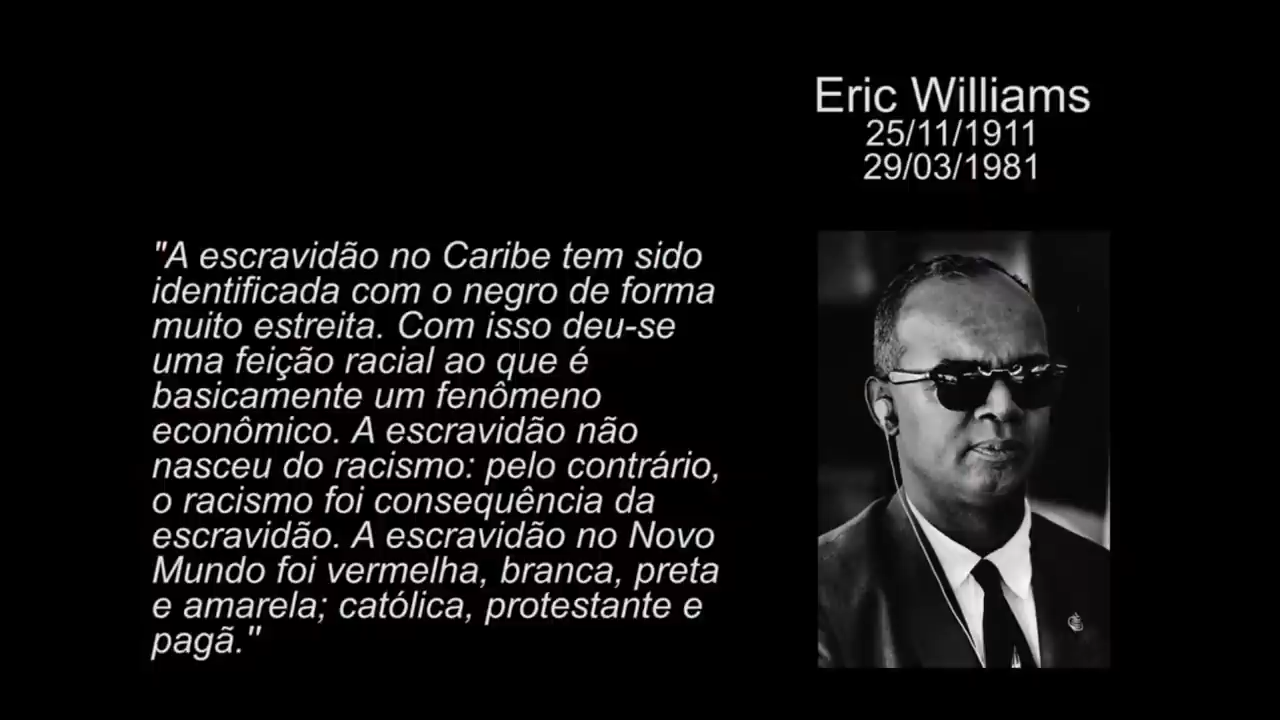 Eric Williams
25/11/1911
29/03/1981
"A escravidão no Caribe tem sido
identificada com o negro de forma
muito estreita. Com isso deu-se
uma feição racial ao que é
basicamente um fenômeno
econômico. A escravidão não
nasceu do racismo: pelo contrário,
o racismo foi consequência da
escravidão. A escravidão no Novo
Mundo foi vermelha, branca, preta
e amarela; católica, protestante e
pagã."